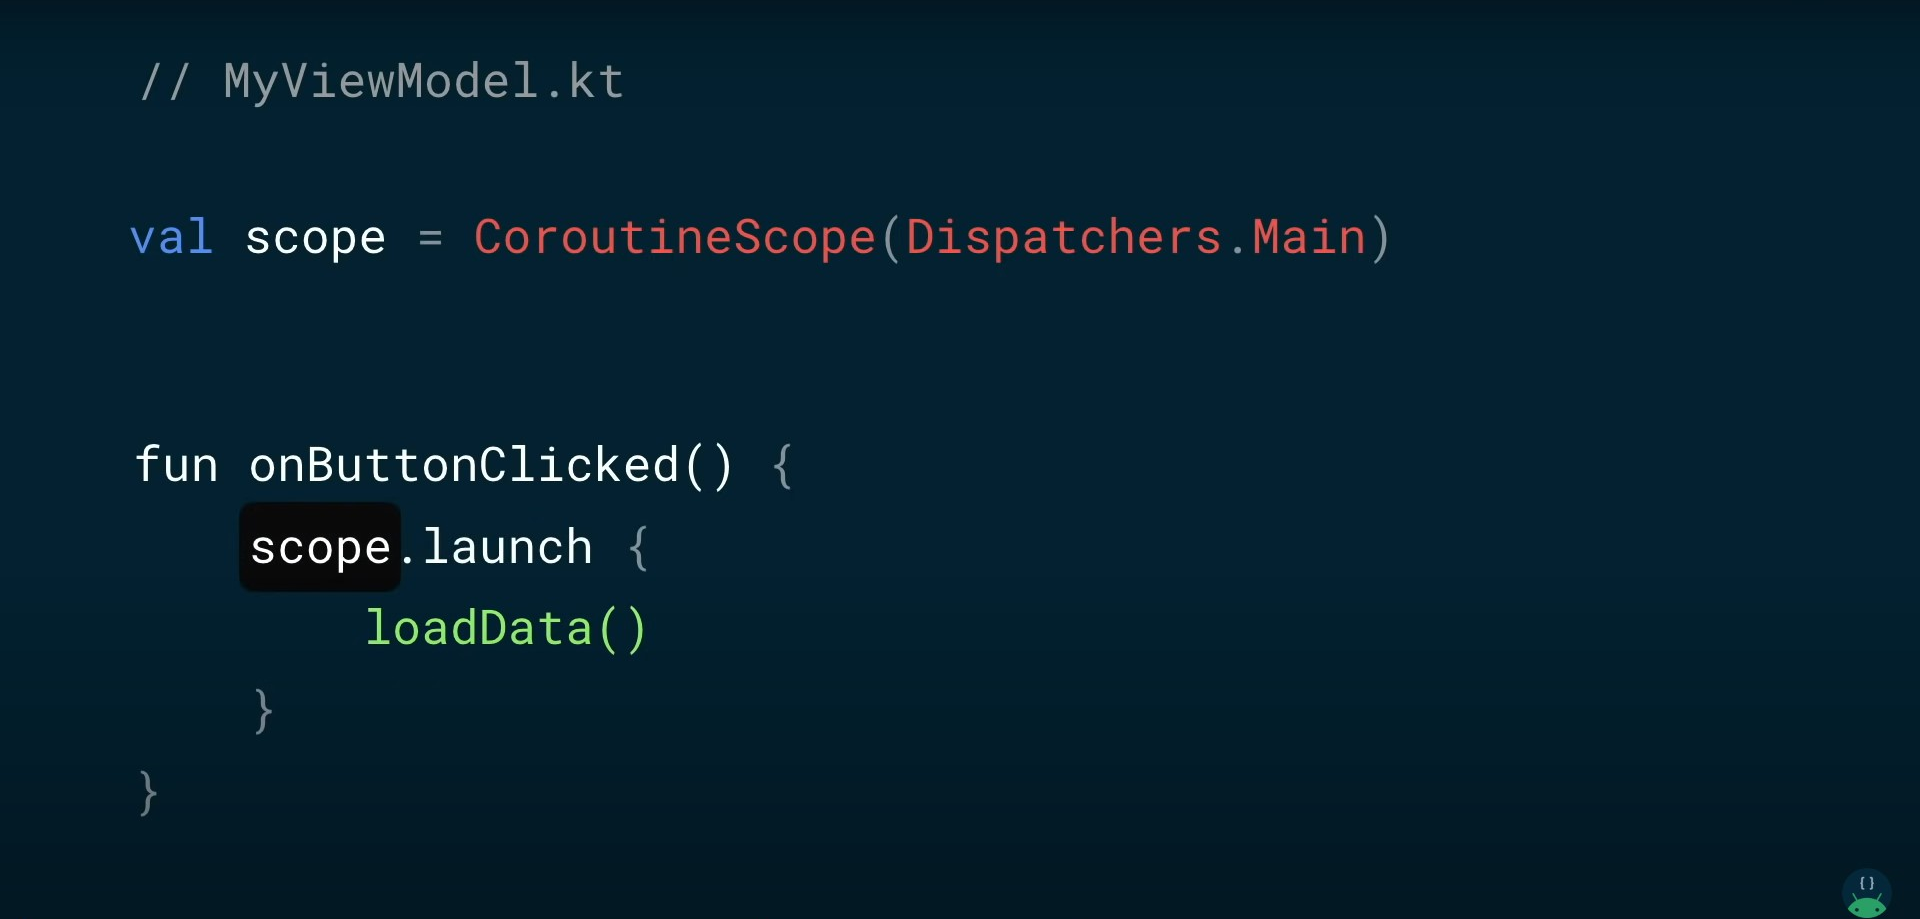 // MyViewModel.kt
val scope = CoroutineScope(Dispatchers.Main)
fun onButtonClicked() {
    scope.launch {
        loadData()
    }
}
{ }